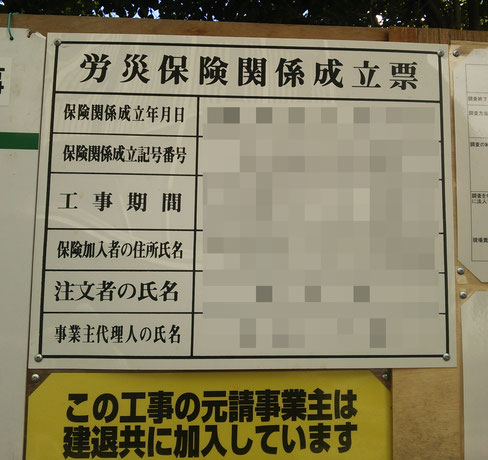 労災保険関係成立票
保険関係成立年月日
保険関係成立記号番号
工事期間
保険加入者の住所氏名
注文者の氏名
事業主代理人の氏名
この工事の元請事業主は
建退共に加入しています